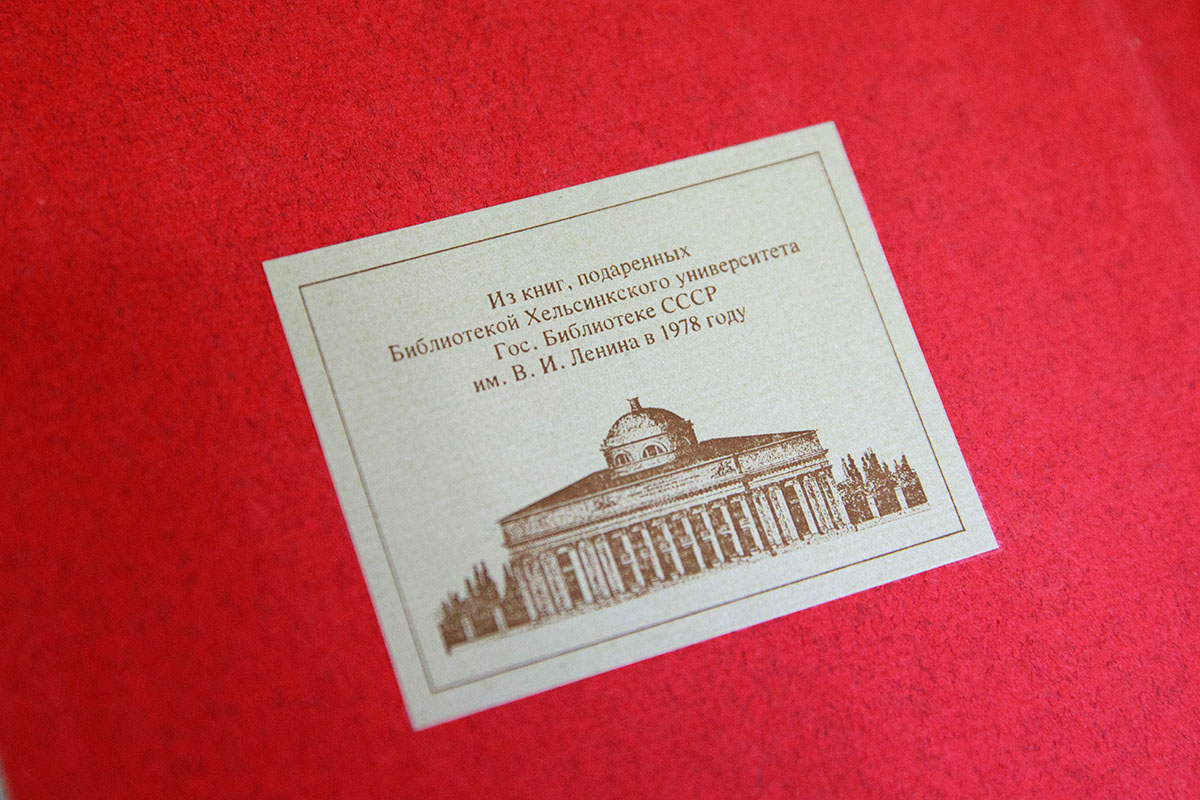 Из книг, подаренных
Библиотекой Хельсинкского университета
Гос. Библиотеке СССР
им. В. И. Ленина в 1978 году